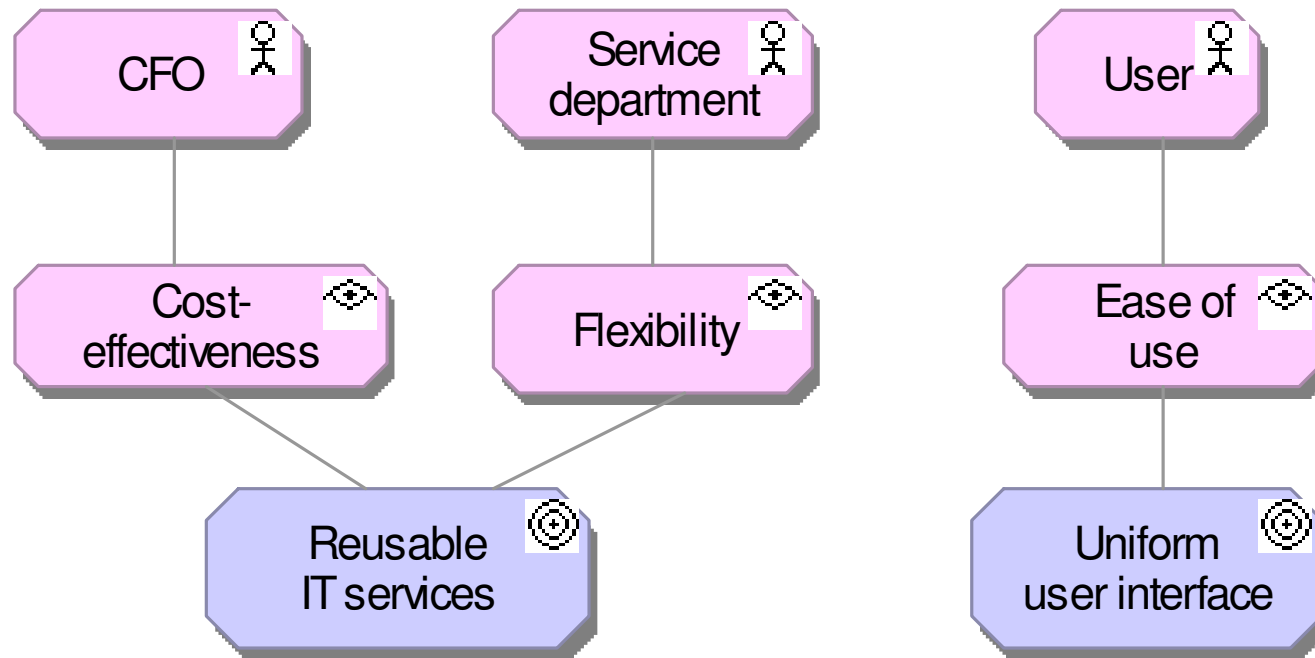 CFO
Service
department
User
Cost-
effectiveness
Flexibility
Ease of
use
Reusable
IT services
Uniform
user interface